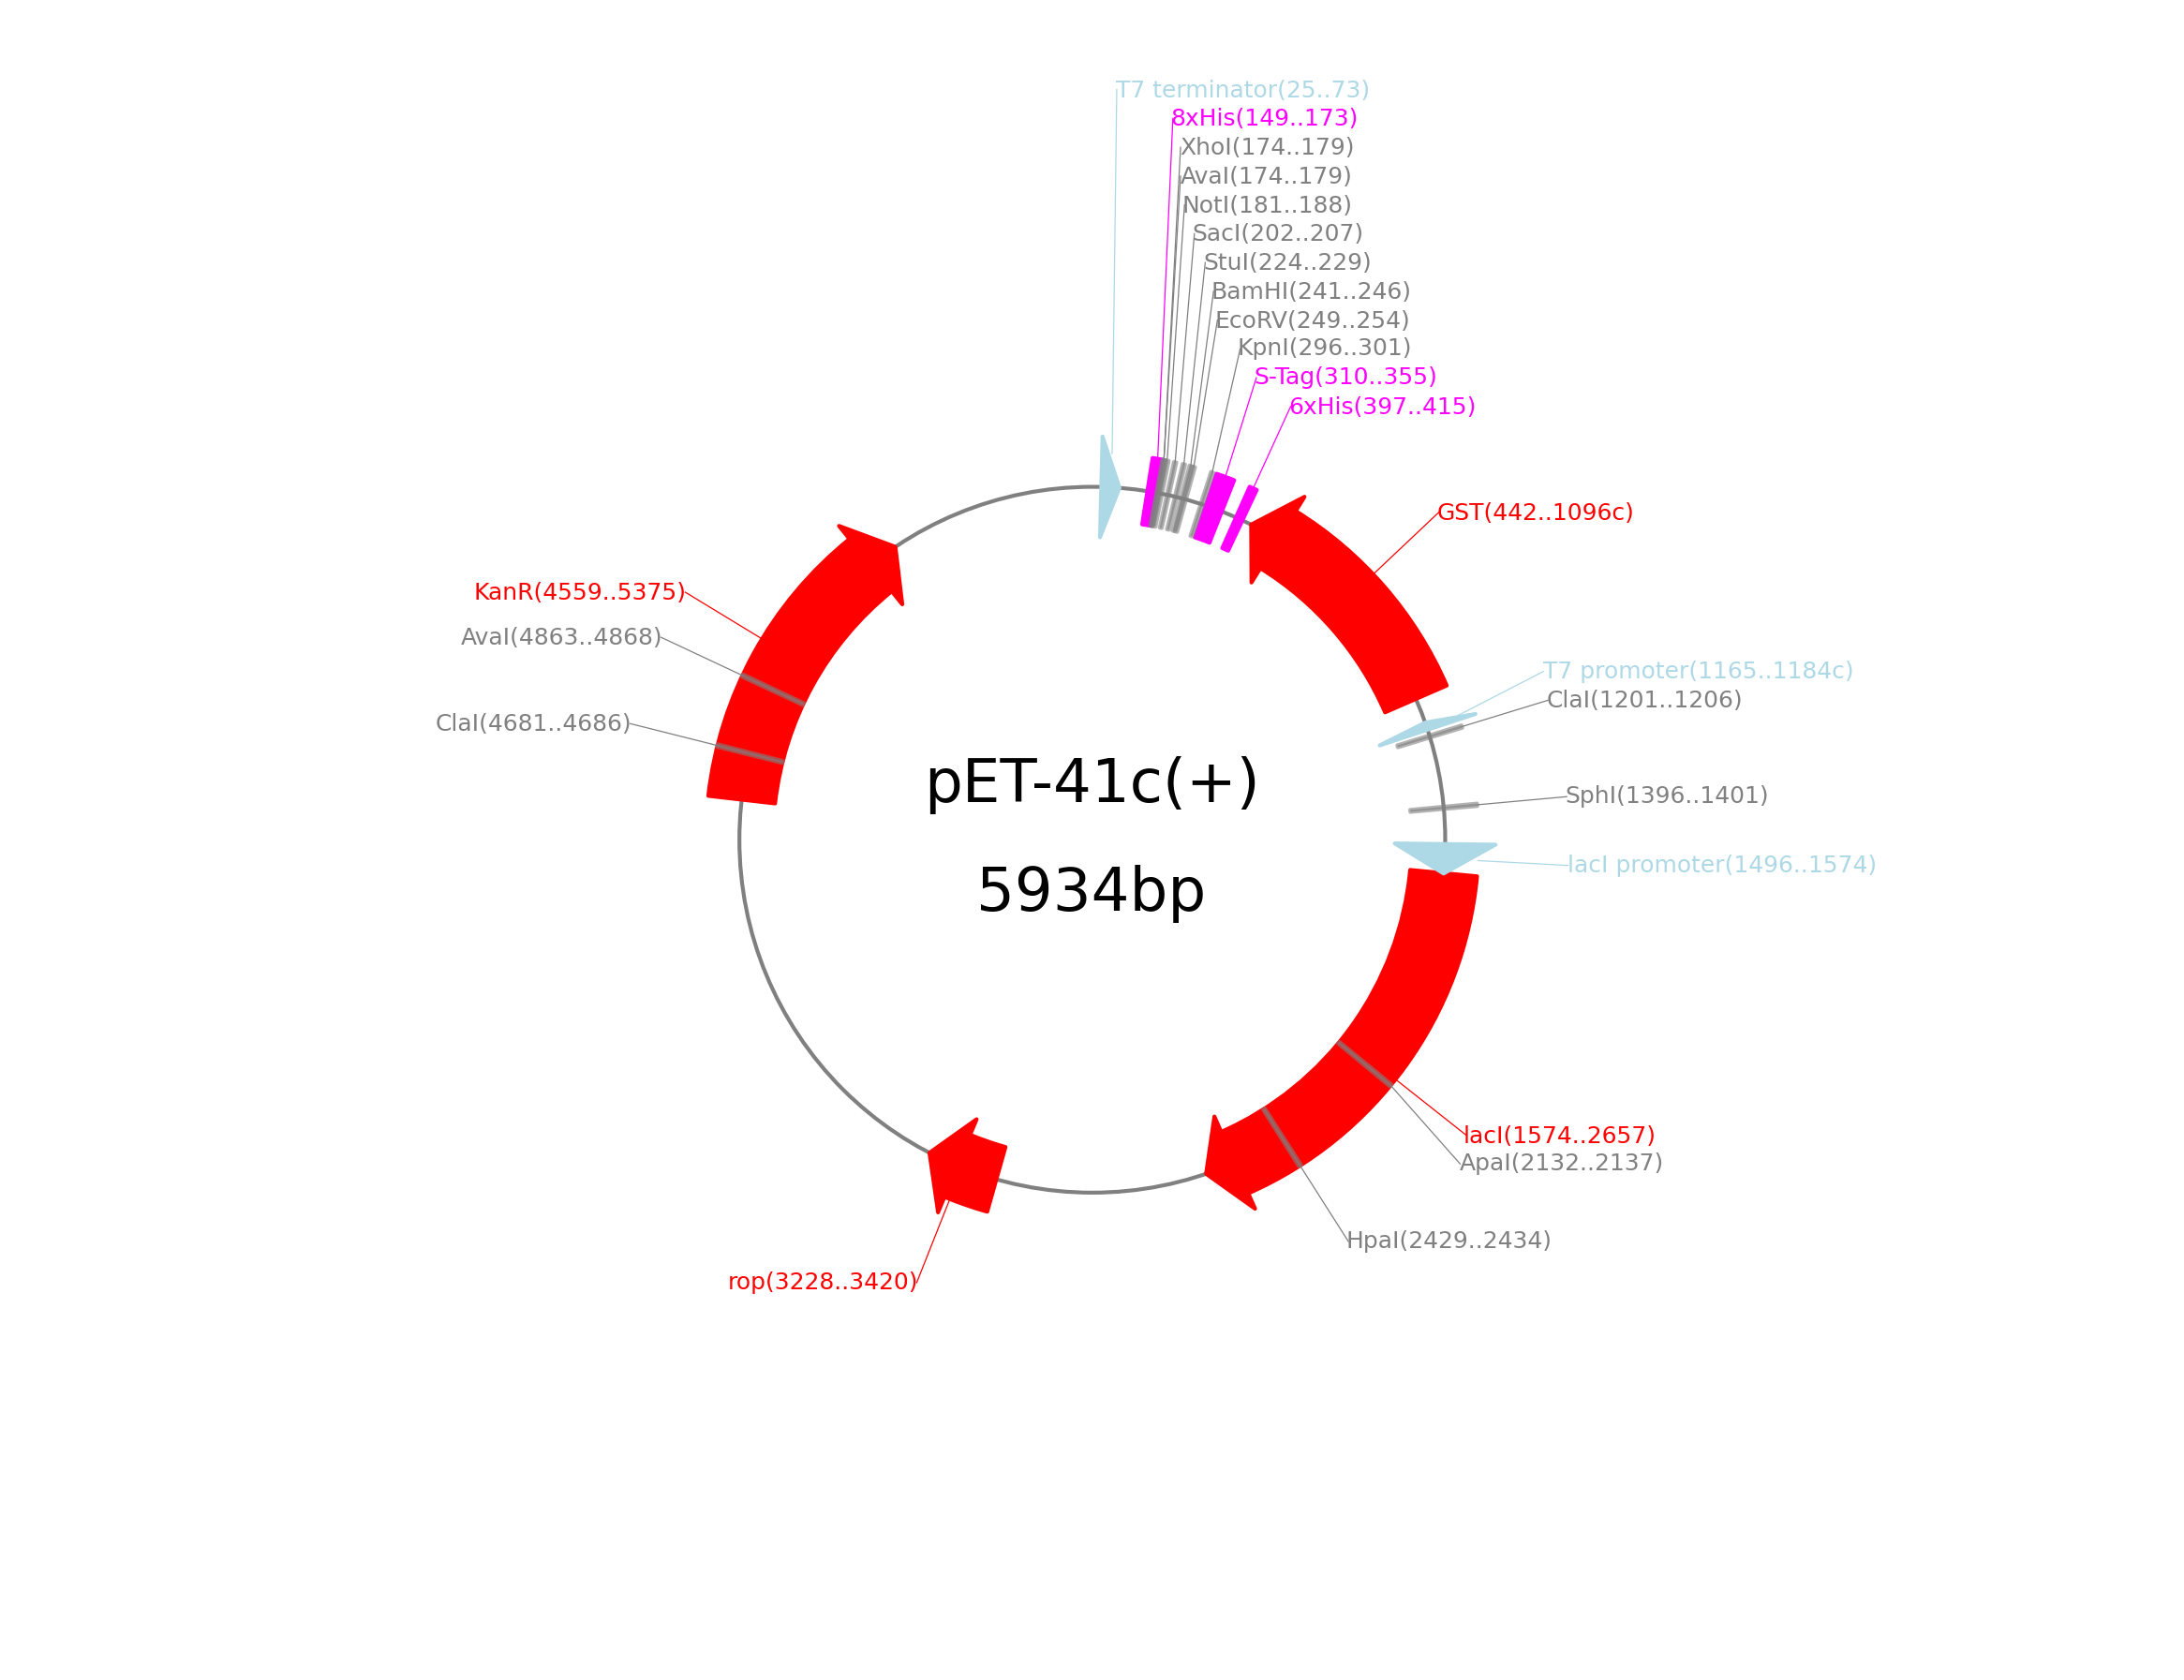 T7 terminator(25..73)
8xHis(149..173)
XhoI(174..179)
AvaI(174..179)
NotI(181..188)
SacI(202..207)
StuI(224..229)
BamHI(241..246)
EcoRV(249..254)
KpnI(296..301)
S-Tag(310..355)
6xHis(397..415)
GST(442..1096c)
KanR(4559..5375)
AvaI(4863..4868)
T7 promoter(1165..1184c)
ClaI(1201..1206)
ClaI(4681..4686)
pET-41c(+)
SphI(1396..1401)
lacI promoter(1496..1574)
5934bp
lacI(1574..2657)
ApaI(2132..2137)
HpaI(2429..2434)
rop(3228..3420)